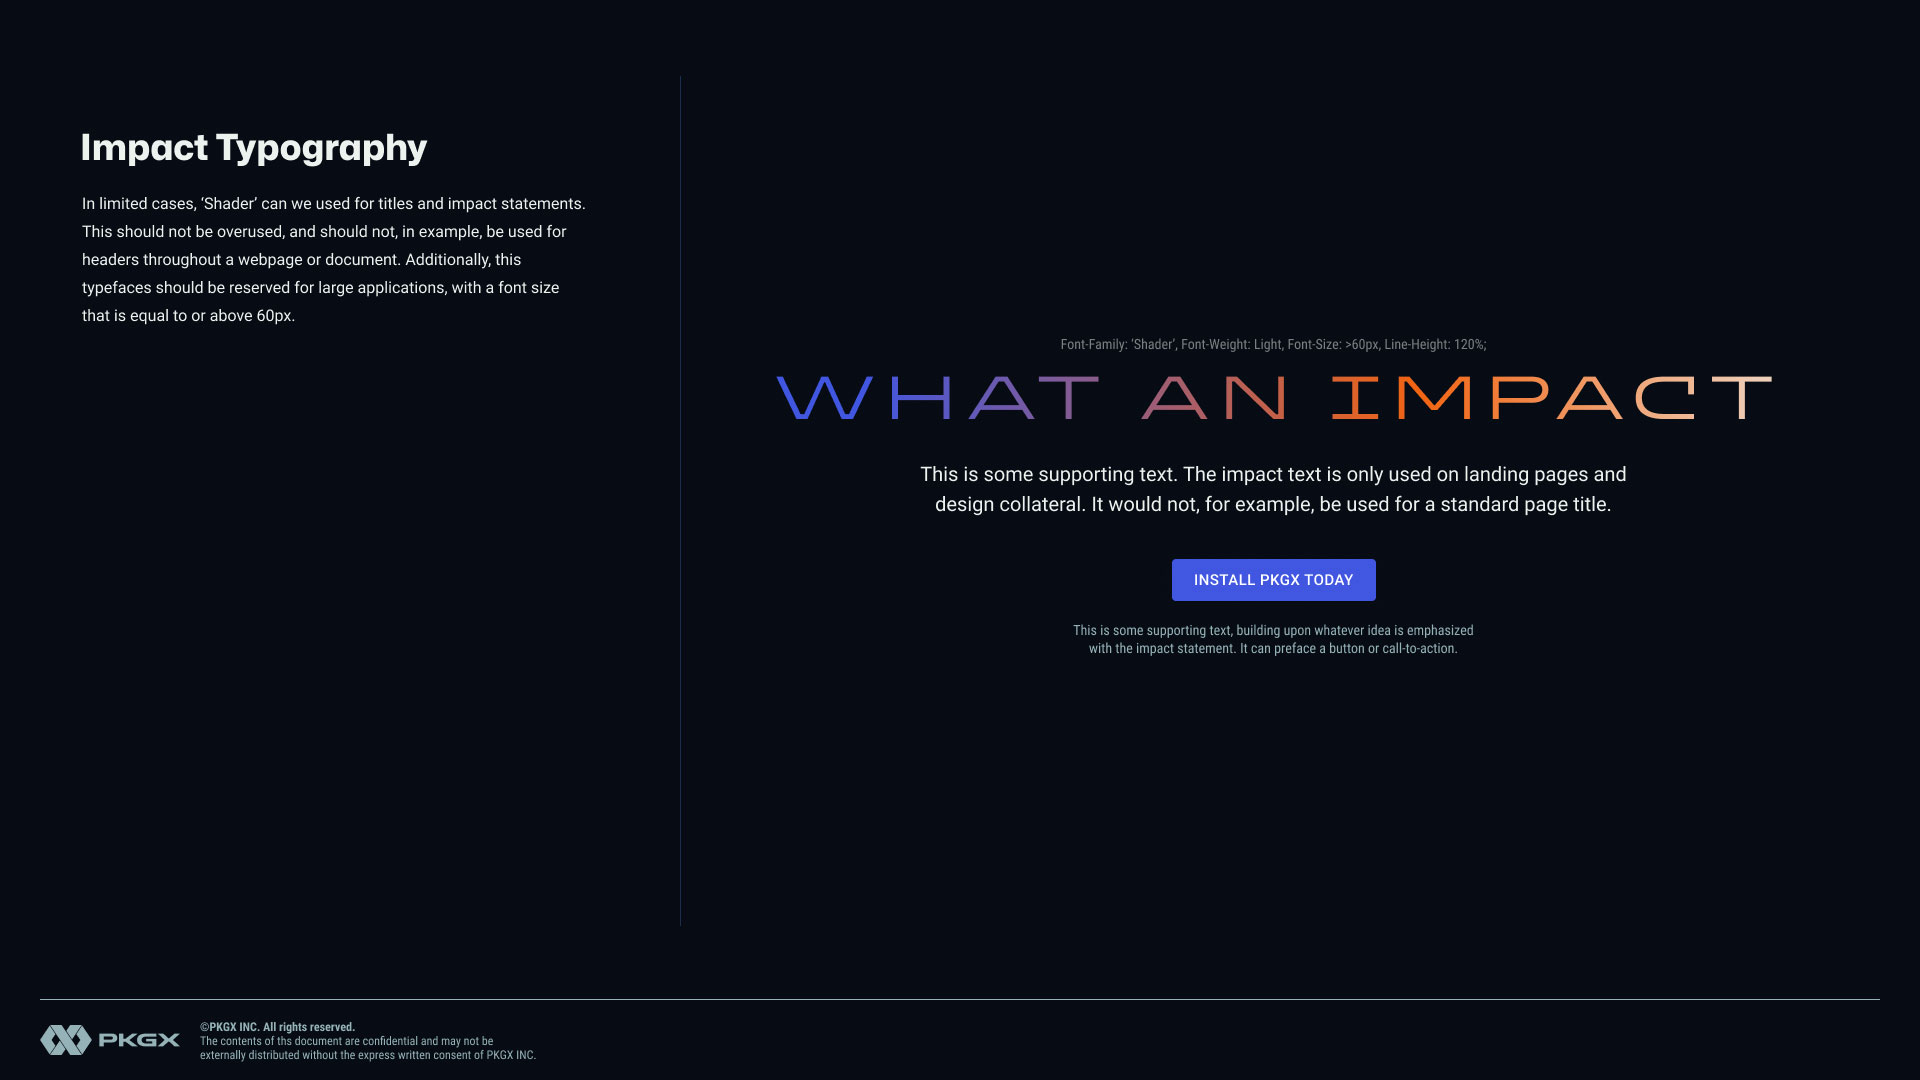 Impact Typography
In limited cases, ‘Shader’ can we used for titles and impact statements.
This should not be overused, and should not, in example, be used for
headers throughout a webpage or document. Additionally, this
typefaces should be reserved for large applications, with a font size
that is equal to or above 60px.
Font-Family: ‘Shader’, Font-Weight: Light, Font-Size: >60px, Line-Height: 120%;
WHAT AN IMPACT
This is some supporting text. The impact text is only used on landing pages and
design collateral. It would not, for example, be used for a standard page title.
INSTALL PKGX TODAY
This is some supporting text, building upon whatever idea is emphasized
with the impact statement. It can preface a button or call-to-action.
PKGX
©PKGX INC. All rights reserved.
The contents of ths document are confidential and may not be
externally distributed without the express written consent of PKGX INC.